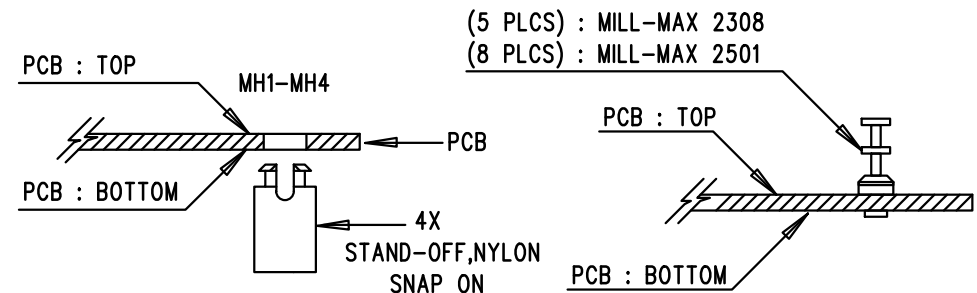 (5 PLCS) : MILL-MAX 2308
(8 PLCS) : MILL-MAX 2501
PCB : TOP
MH1-MH4
PCB
PCB : BOTTOM
4X
STAND-OFF,NYLON
SNAP ON
PCB : TOP
PCB : BOTTOM